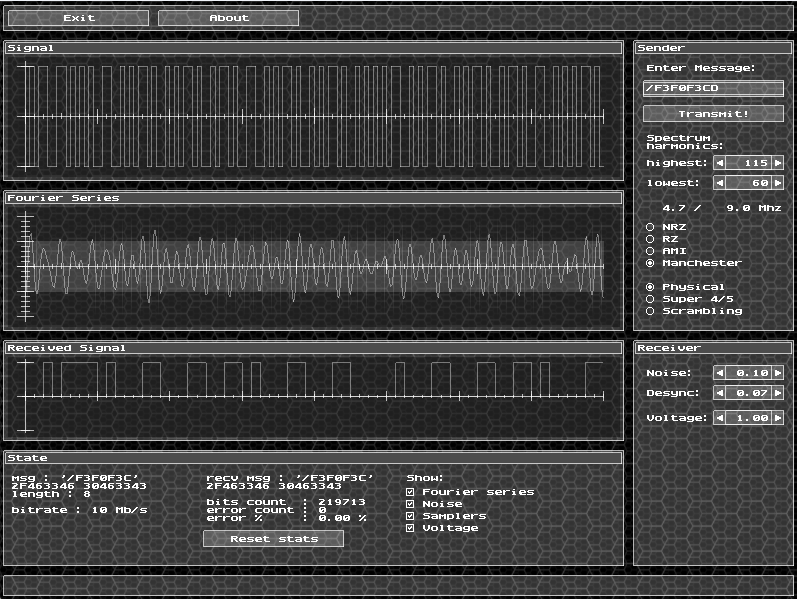 Exit
About
Signal
Sender
Enter Message:
/F3F0F3CD
Transmit!
Spectrum
harmonics:
highest: 115
lowest: 60
4.7 / 9.0 Mhz
NRZ
RZ
AMI
Manchester
Physical
Super 4/5
Scrambling
Fourier Series
Received Signal
Receiver
Noise: 0.10
Desync: 0.07
Voltage: 1.00
State
msg : '/F3F0F3C'
2F463346 30463343
length : 8
bitrate : 10 Mb/s
recv msg : '/F3F0F3C'
2F463346 30463343
bits count : 219713
error count : 0
error % : 0.00 %
Reset stats
Show:
Fourier series
Noise
Samplers
Voltage